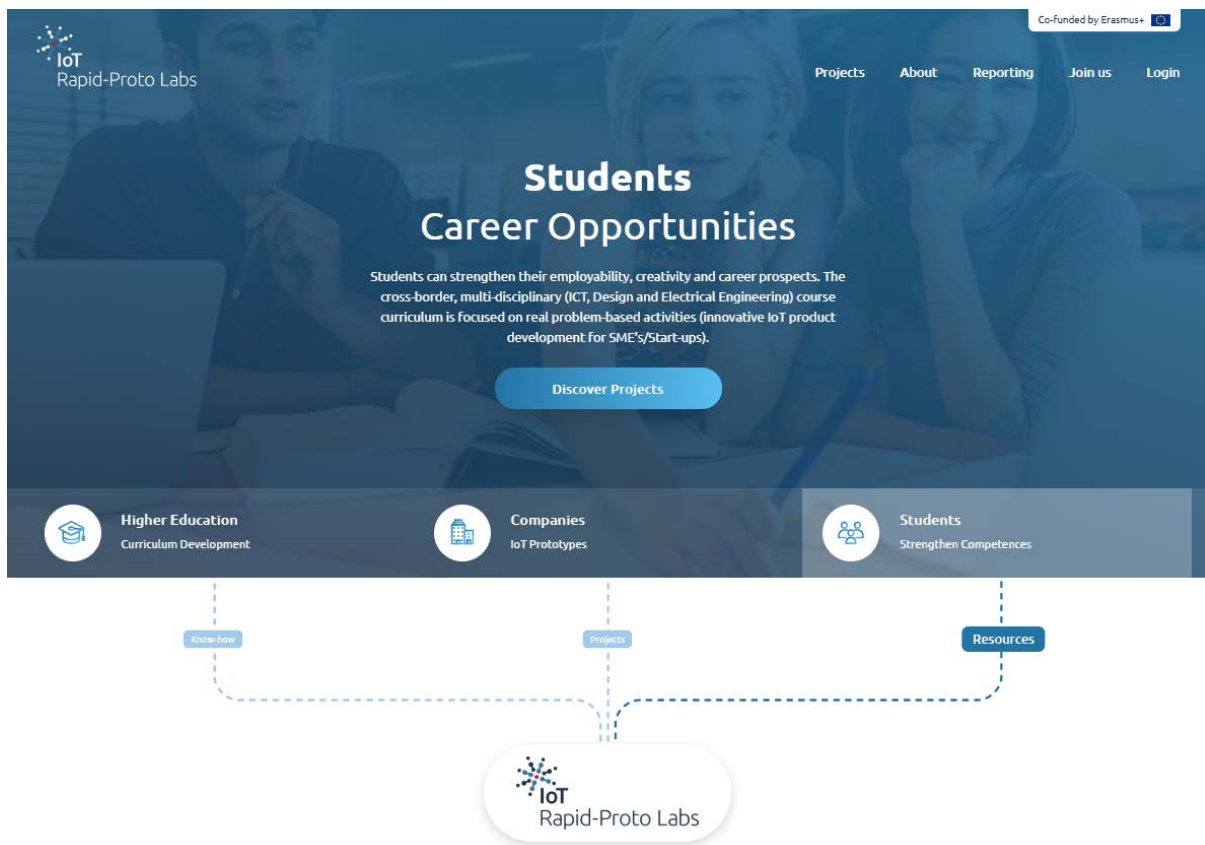 Co-funded by Erasmus+
IoT
Rapid-Proto Labs
Projects About Reporting Join us Login
Students
Career Opportunities
Students can strengthen their employability, creativity and career prospects. The
cross-border, multi-disciplinary (ICT, Design and Electrical Engineering) course
curriculum is focused on real problem-based activities (innovative IoT product
development for SME's/Start-ups).
Discover Projects
Higher Education
Curriculum Development
Companies
IoT Prototypes
Students
Strengthen Competences
Know-how
Projects
Resources
IoT
Rapid-Proto Labs